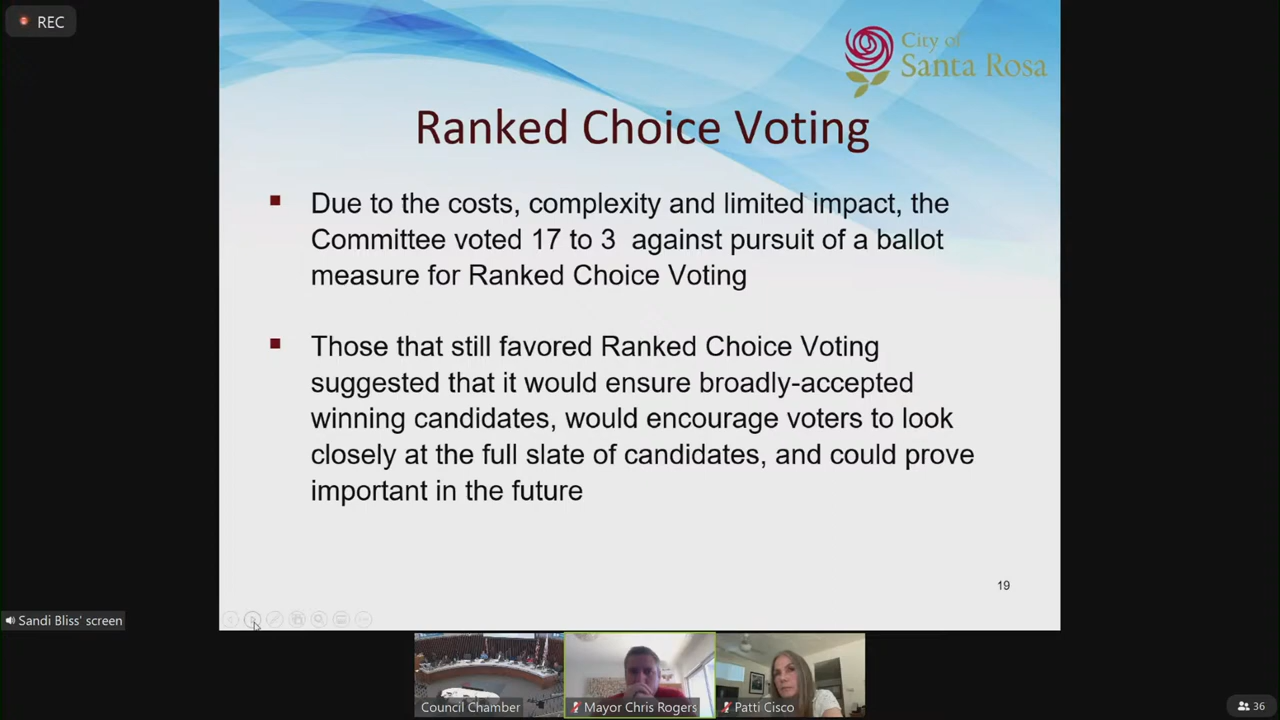 REC
City of
Santa Rosa
Ranked Choice Voting
Due to the costs, complexity and limited impact, the
Committee voted 17 to 3 against pursuit of a ballot
measure for Ranked Choice Voting
Those that still favored Ranked Choice Voting
suggested that it would ensure broadly-accepted
winning candidates, would encourage voters to look
closely at the full slate of candidates, and could prove
important in the future
19
Sandi Bliss' screen
Council Chamber
Mayor Chris Rogers
Patti Cisco
36